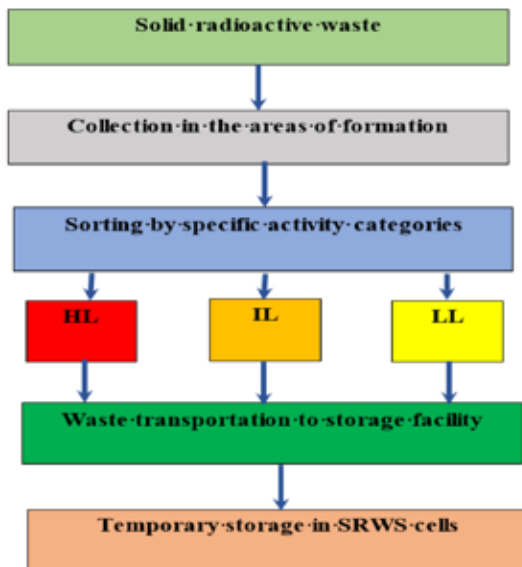 Solid·radioactive·waste
Collection·in·the·areas·of·formation
Sorting·by·specific·activity·categories
HL
IL
LL
Waste·transportation·to·storage·facility
Temporary·storage·in·SRWS·cells